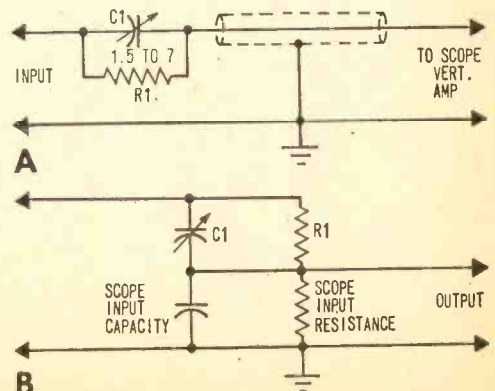 C1
1.5 TO 7
R1
INPUT
TO SCOPE
VERT.
AMP
A
C1
R1
SCOPE
INPUT
CAPACITY
SCOPE
INPUT
RESISTANCE
OUTPUT
B